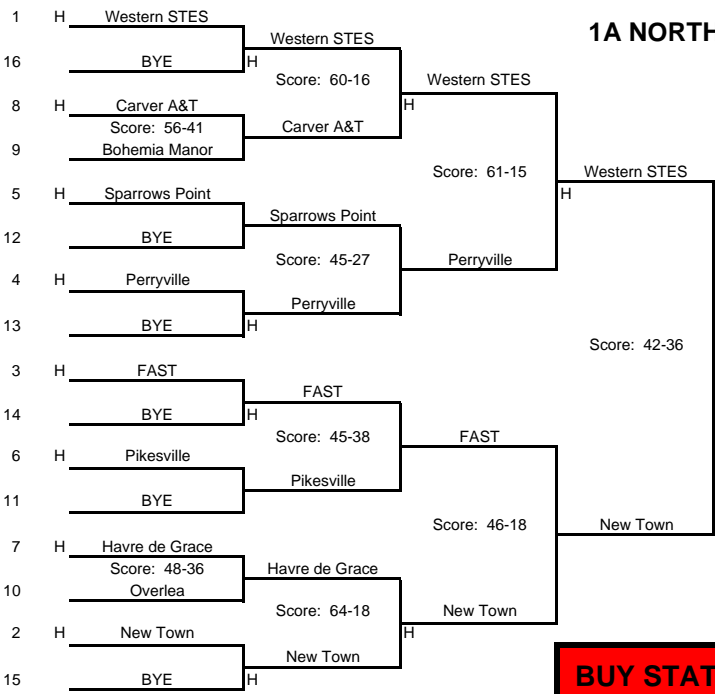 1A NORTH
1 H Western STES
Western STES
16 BYE H
Score: 60-16
Western STES
8 H Carver A&T H
Score: 56-41 Carver A&T
9 Bohemia Manor
Score: 61-15 Western STES
5 H Sparrows Point H
Sparrows Point
12 BYE
Score: 45-27 Perryville
4 H Perryville
Perryville
13 BYE H
Score: 42-36
3 H FAST
FAST
14 BYE H
Score: 45-38 FAST
6 H Pikesville
Pikesville
11 BYE
Score: 46-18 New Town
7 H Havre de Grace
Score: 48-36 Havre de Grace
10 Overlea
Score: 64-18 New Town
2 H New Town H
New Town
15 BYE H
BUY STAT